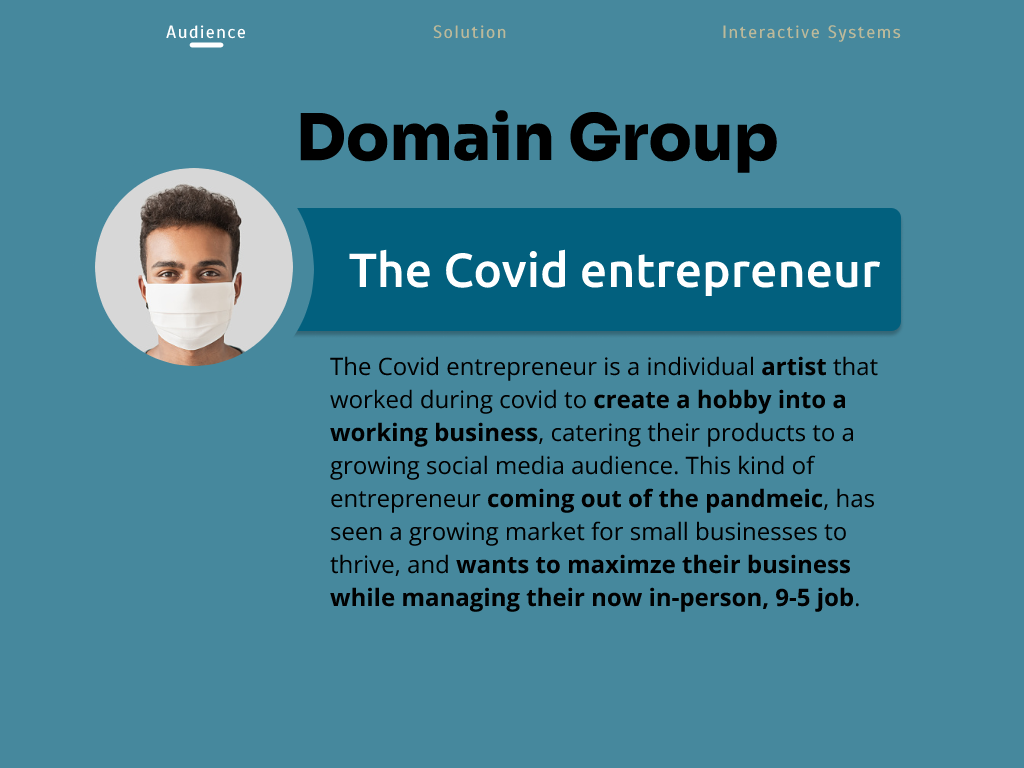 Audience
Solution
Interactive Systems
Domain Group
The Covid entrepreneur
The Covid entrepreneur is a individual artist that
worked during covid to create a hobby into a
working business, catering their products to a
growing social media audience. This kind of
entrepreneur coming out of the pandmeic, has
seen a growing market for small businesses to
thrive, and wants to maximze their business
while managing their now in-person, 9-5 job.